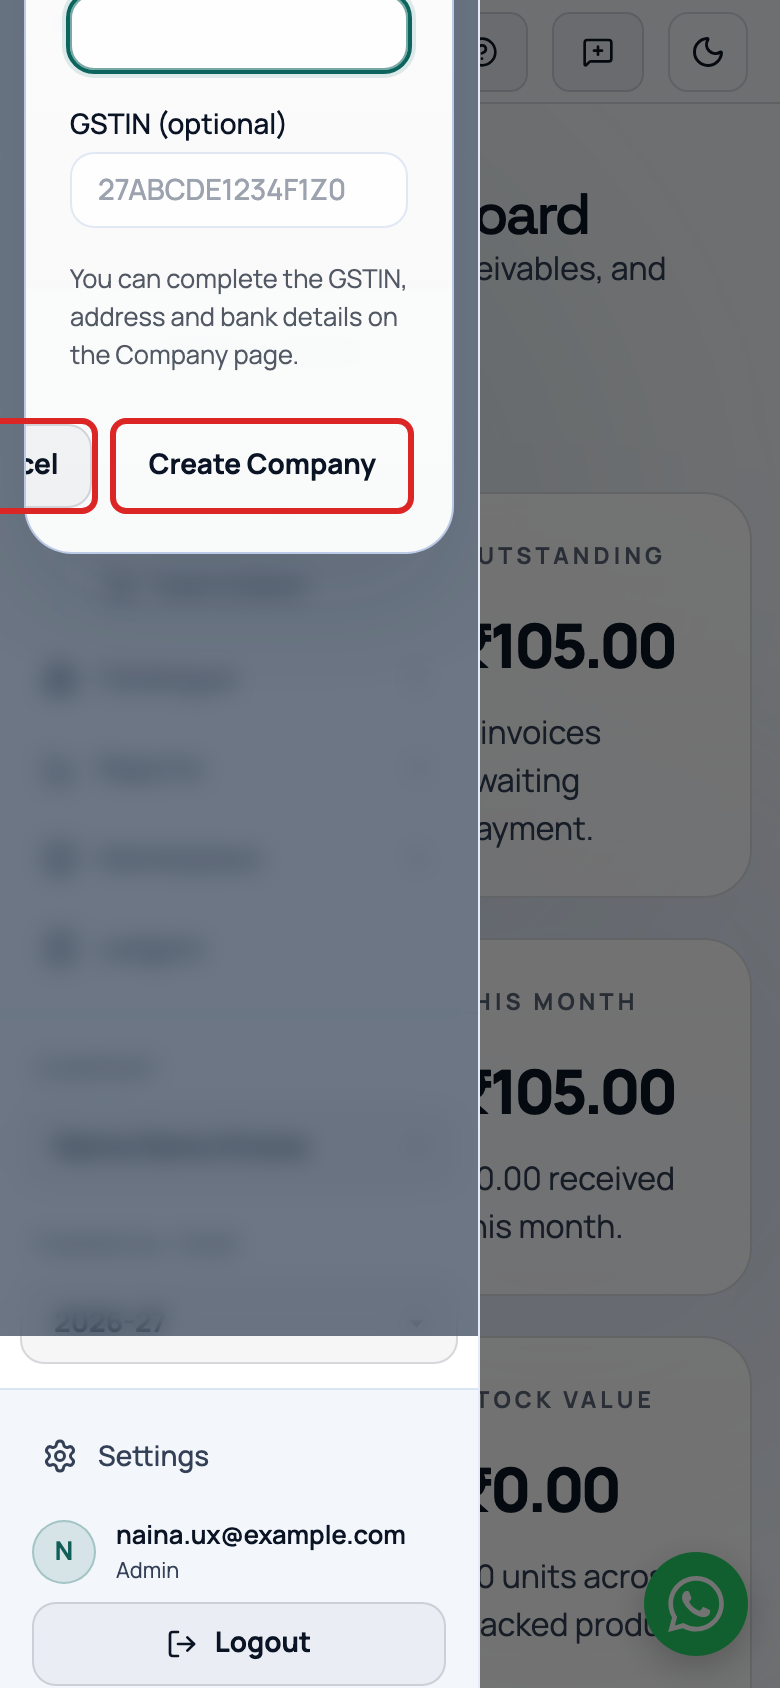 GSTIN (optional)
27ABCDE1234F1Z0
You can complete the GSTIN,
address and bank details on
the Company page.
cel
Create Company
2026-27
Settings
N
naina.ux@example.com
Admin
Logout
oard
eivables, and
UTSTANDING
₹105.00
invoices
waiting
ayment.
HIS MONTH
₹105.00
0.00 received
his month.
TOCK VALUE
₹0.00
0 units acros
acked produ